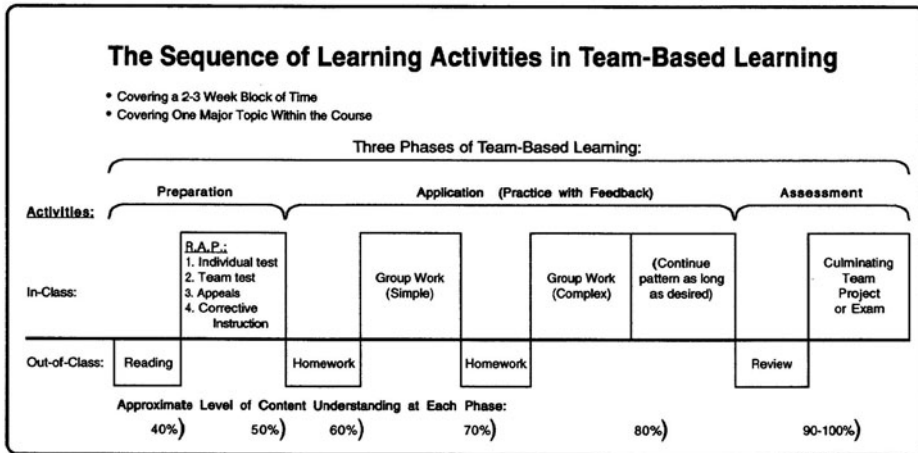 The Sequence of Learning Activities in Team-Based Learning
• Covering a 2-3 Week Block of Time
• Covering One Major Topic Within the Course
Three Phases of Team-Based Learning:
Preparation
Application (Practice with Feedback)
Assessment
Activities:
In-Class:
R.A.P.:
1. Individual test
2. Team test
3. Appeals
4. Corrective
Instruction
Group Work
(Simple)
Group Work
(Complex)
(Continue
pattern as long
as desired)
Culminating
Team
Project
or Exam
Out-of-Class:
Reading
Homework
Homework
Review
Approximate Level of Content Understanding at Each Phase:
40%) 50%) 60%) 70%) 80%) 90-100%)